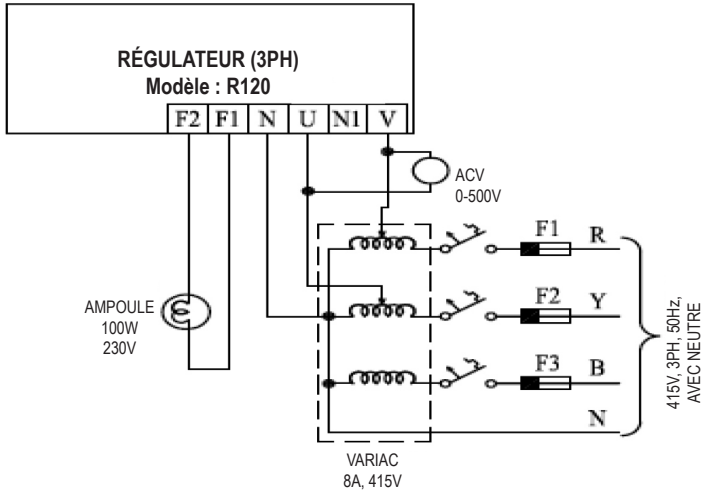 RÉGULATEUR (3PH)
Modèle : R120
F2 F1 N U N1 V
ACV
0-500V
F1 R
AMPOULE
100W
230V
F2 Y
F3 B
N
415V, 3PH, 50Hz,
AVEC NEUTRE
VARIAC
8A, 415V